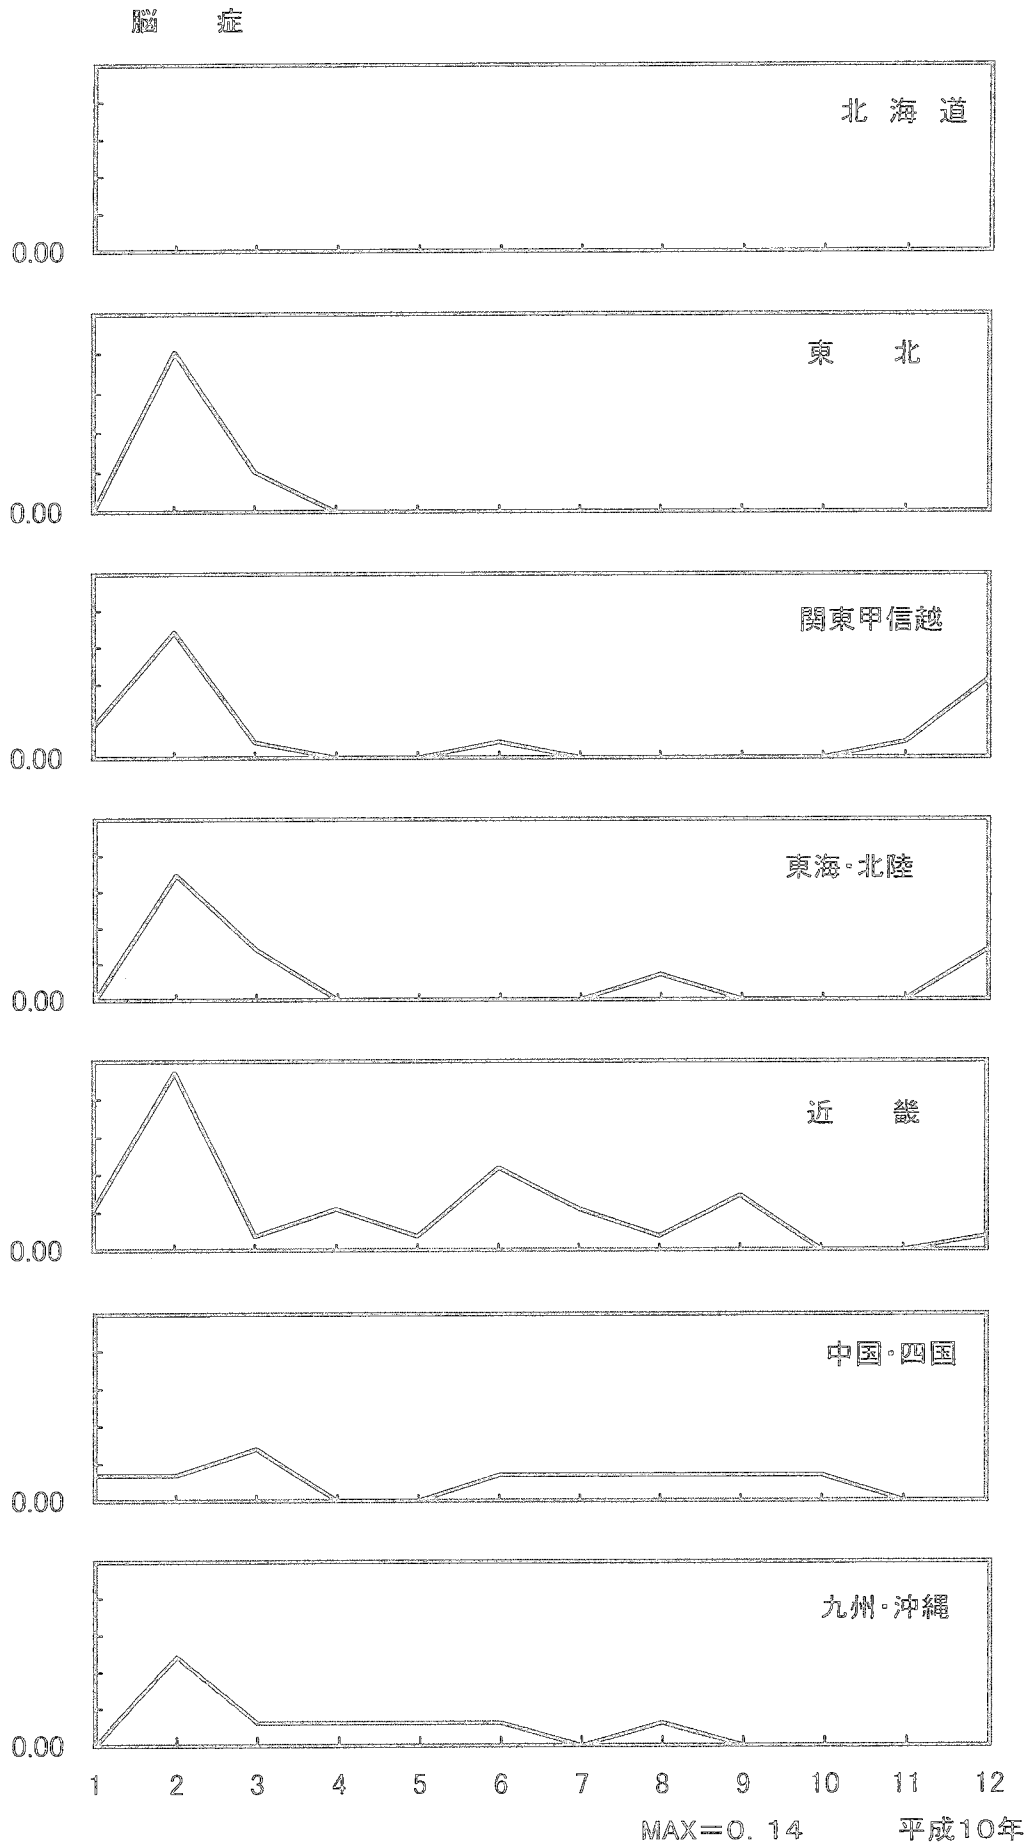 脳 症
北 海 道
0.00
東 北
0.00
関東甲信越
0.00
東海・北陸
0.00
近 畿
0.00
中国・四国
0.00
九州・沖縄
0.00
1 2 3 4 5 6 7 8 9 10 11 12
MAX=0. 14 平成10年